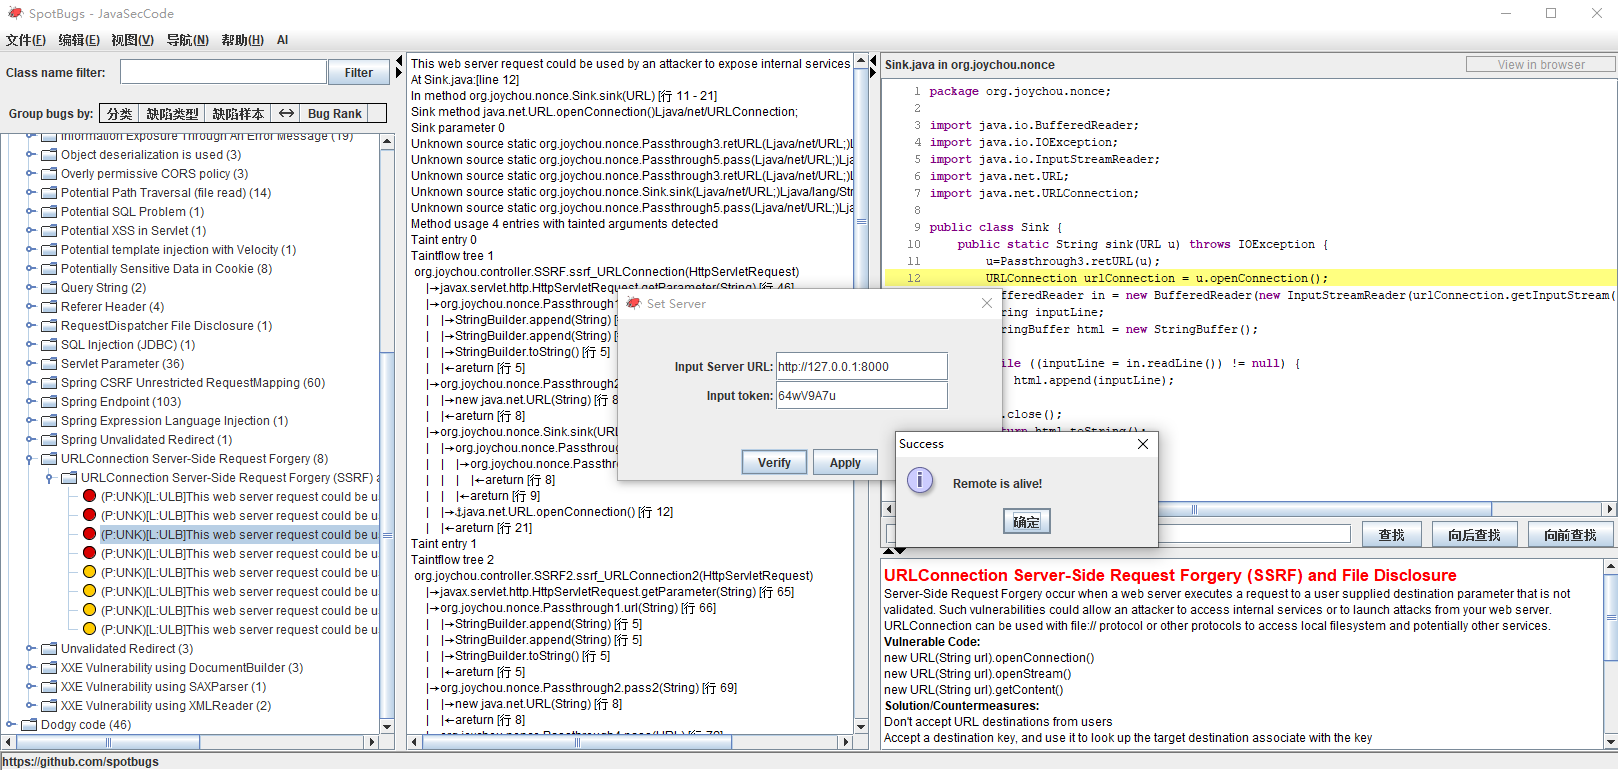 SpotBugs - JavaSecCode
文件(F) 编辑(E) 视图(V) 导航(N) 帮助(H) AI
Class name filter:
Filter
Group bugs by: 分类 缺陷类型 缺陷样本 <-> Bug Rank
Information Exposure Through An Error Message (19)
Object deserialization is used (3)
Overly permissive CORS policy (3)
Potential Path Traversal (file read) (14)
Potential SQL Problem (1)
Potential XSS in Servlet (1)
Potential template injection with Velocity (1)
Potentially Sensitive Data in Cookie (8)
Query String (2)
Referer Header (4)
RequestDispatcher File Disclosure (1)
SQL Injection (JDBC) (1)
Servlet Parameter (36)
Spring CSRF Unrestricted RequestMapping (60)
Spring Endpoint (103)
Spring Expression Language Injection (1)
Spring Unvalidated Redirect (1)
URLConnection Server-Side Request Forgery (8)
URLConnection Server-Side Request Forgery (SSRF) a
(P:UNK)[L:ULB]This web server request could be u
(P:UNK)[L:ULB]This web server request could be u
(P:UNK)[L:ULB]This web server request could be u
(P:UNK)[L:ULB]This web server request could be u
(P:UNK)[L:ULB]This web server request could be u
(P:UNK)[L:ULB]This web server request could be u
(P:UNK)[L:ULB]This web server request could be u
(P:UNK)[L:ULB]This web server request could be u
Unvalidated Redirect (3)
XXE Vulnerability using DocumentBuilder (3)
XXE Vulnerability using SAXParser (1)
XXE Vulnerability using XMLReader (2)
Dodgy code (46)
This web server request could be used by an attacker to expose internal services
At Sink.java:[line 12]
In method org.joychou.nonce.Sink.sink(URL) [行 11 - 21]
Sink method java.net.URL.openConnection()Ljava/net/URLConnection;
Sink parameter 0
Unknown source static org.joychou.nonce.Passthrough3.retURL(Ljava/net/URL;)L
Unknown source static org.joychou.nonce.Passthrough5.pass(Ljava/net/URL;)Lja
Unknown source static org.joychou.nonce.Passthrough3.retURL(Ljava/net/URL;)L
Unknown source static org.joychou.nonce.Sink.sink(Ljava/net/URL;)Ljava/lang/Str
Unknown source static org.joychou.nonce.Passthrough5.pass(Ljava/net/URL;)Lja
Method usage 4 entries with tainted arguments detected
Taint entry 0
Taintflow tree 1
org.joychou.controller.SSRF.ssrf_URLConnection(HttpServletRequest)
|→javax.servlet.http.HttpServletRequest.getParameter(String) [行 46]
|→org.joychou.nonce.Passthrough1
| |→StringBuilder.append(String) [
| |→StringBuilder.append(String) [
| |→StringBuilder.toString() [行 5]
| |←areturn [行 5]
|→org.joychou.nonce.Passthrough2
| |→new java.net.URL(String) [行 8
| |←areturn [行 8]
|→org.joychou.nonce.Sink.sink(URL
| |→org.joychou.nonce.Passthroug
| | |→org.joychou.nonce.Passthr
| | | |←areturn [行 8]
| | |←areturn [行 9]
| |→java.net.URL.openConnection() [行 12]
| |←areturn [行 21]
Taint entry 1
Taintflow tree 2
org.joychou.controller.SSRF2.ssrf_URLConnection2(HttpServletRequest)
|→javax.servlet.http.HttpServletRequest.getParameter(String) [行 65]
|→org.joychou.nonce.Passthrough1.url(String) [行 66]
| |→StringBuilder.append(String) [行 5]
| |→StringBuilder.append(String) [行 5]
| |→StringBuilder.toString() [行 5]
| |←areturn [行 5]
|→org.joychou.nonce.Passthrough2.pass2(String) [行 69]
| |→new java.net.URL(String) [行 8]
| |←areturn [行 8]
Set Server
Input Server URL: http://127.0.0.1:8000
Input token: 64wV9A7u
Verify Apply
Success
Remote is alive!
确定
Sink.java in org.joychou.nonce
View in browser
1 package org.joychou.nonce;
2
3 import java.io.BufferedReader;
4 import java.io.IOException;
5 import java.io.InputStreamReader;
6 import java.net.URL;
7 import java.net.URLConnection;
8
9 public class Sink {
10 public static String sink(URL u) throws IOException {
11 u=Passthrough3.retURL(u);
12 URLConnection urlConnection = u.openConnection();
fferedReader in = new BufferedReader(new InputStreamReader(urlConnection.getInputStream(
ring inputLine;
ringBuffer html = new StringBuffer();
ile ((inputLine = in.readLine()) != null) {
html.append(inputLine);
.close();
turn html.toString();
查找 向后查找 向前查找
URLConnection Server-Side Request Forgery (SSRF) and File Disclosure
Server-Side Request Forgery occur when a web server executes a request to a user supplied destination parameter that is not
validated. Such vulnerabilities could allow an attacker to access internal services or to launch attacks from your web server.
URLConnection can be used with file:// protocol or other protocols to access local filesystem and potentially other services.
Vulnerable Code:
new URL(String url).openConnection()
new URL(String url).openStream()
new URL(String url).getContent()
Solution/Countermeasures:
Don't accept URL destinations from users
Accept a destination key, and use it to look up the target destination associate with the key
https://github.com/spotbugs